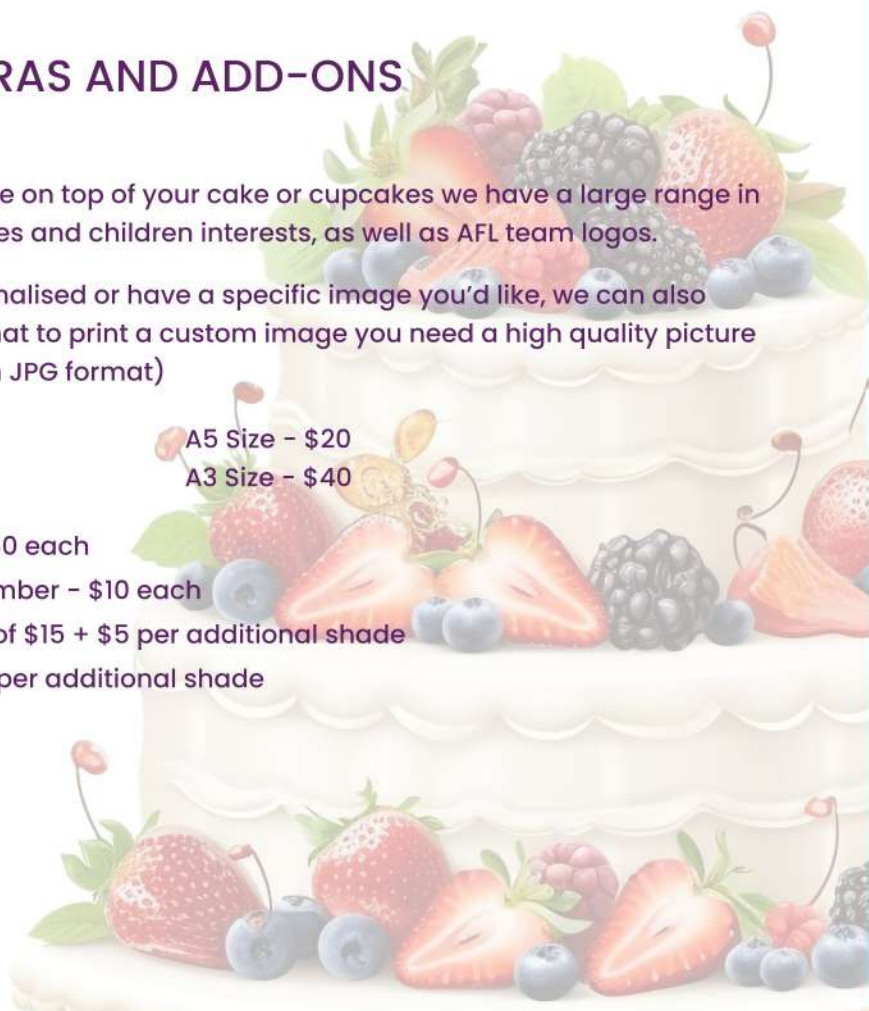 RAS AND ADD-ONS
e on top of your cake or cupcakes we have a large range in
es and children interests, as well as AFL team logos.
nalised or have a specific image you'd like, we can also
nat to print a custom image you need a high quality picture
JPG format)
A5 Size - $20
A3 Size - $40
0 each
mber - $10 each
of $15 + $5 per additional shade
per additional shade